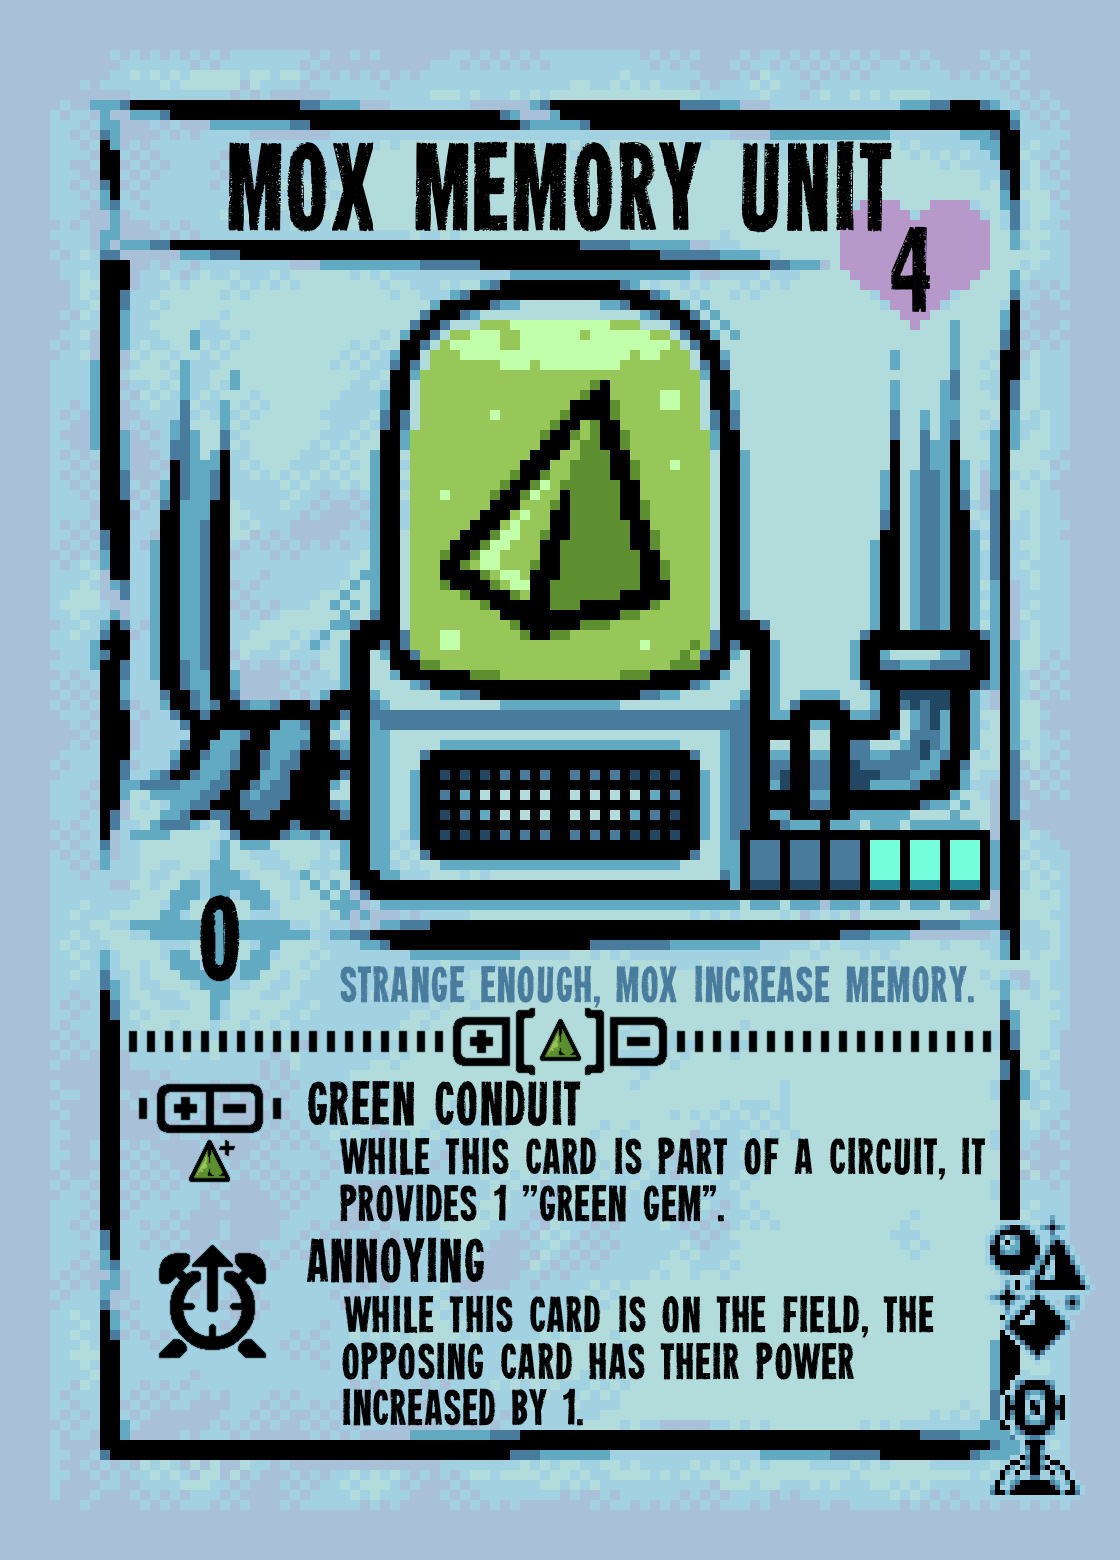 MOX MEMORY UNIT
4
0
STRANGE ENOUGH, MOX INCREASE MEMORY.
GREEN CONDUIT
WHILE THIS CARD IS PART OF A CIRCUIT, IT
PROVIDES 1 "GREEN GEM".
ANNOYING
WHILE THIS CARD IS ON THE FIELD, THE
OPPOSING CARD HAS THEIR POWER
INCREASED BY 1.